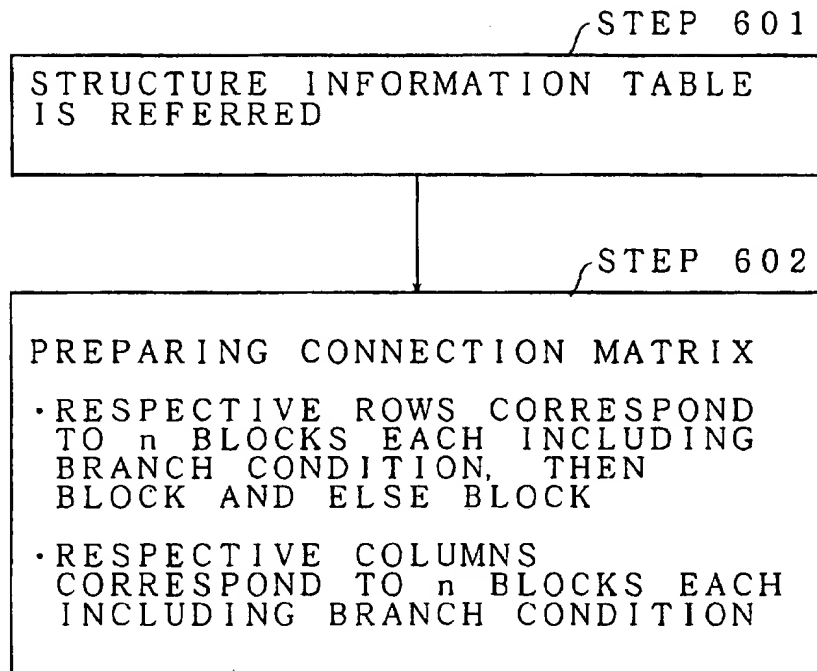 STEP 601
STRUCTURE INFORMATION TABLE
IS REFERRED
STEP 602
PREPARING CONNECTION MATRIX
・RESPECTIVE ROWS CORRESPOND
TO n BLOCKS EACH INCLUDING
BRANCH CONDITION, THEN
BLOCK AND ELSE BLOCK
・RESPECTIVE COLUMNS
CORRESPOND TO n BLOCKS EACH
INCLUDING BRANCH CONDITION